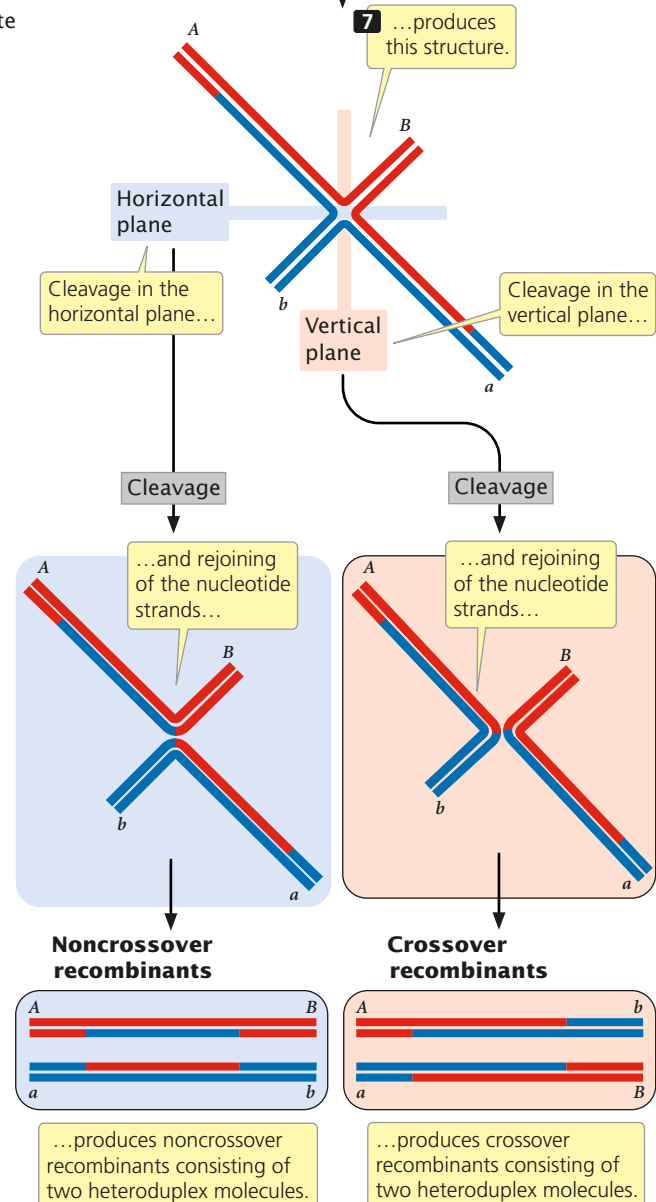 te
7 …produces
this structure.
A
B
Horizontal
plane
Cleavage in the
horizontal plane…
b
Vertical
plane
Cleavage in the
vertical plane…
a
Cleavage
Cleavage
…and rejoining
of the nucleotide
strands…
A
B
b
a
…and rejoining
of the nucleotide
strands…
A
B
b
a
Noncrossover
recombinants
A B
a b
…produces noncrossover
recombinants consisting of
two heteroduplex molecules.
Crossover
recombinants
A b
a B
…produces crossover
recombinants consisting of
two heteroduplex molecules.